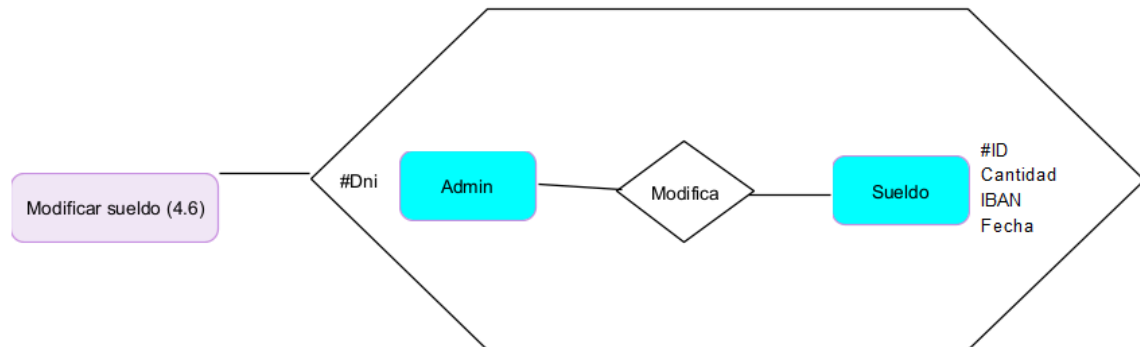 Modificar sueldo (4.6)
#Dni
Admin
Modifica
Sueldo
#ID
Cantidad
IBAN
Fecha